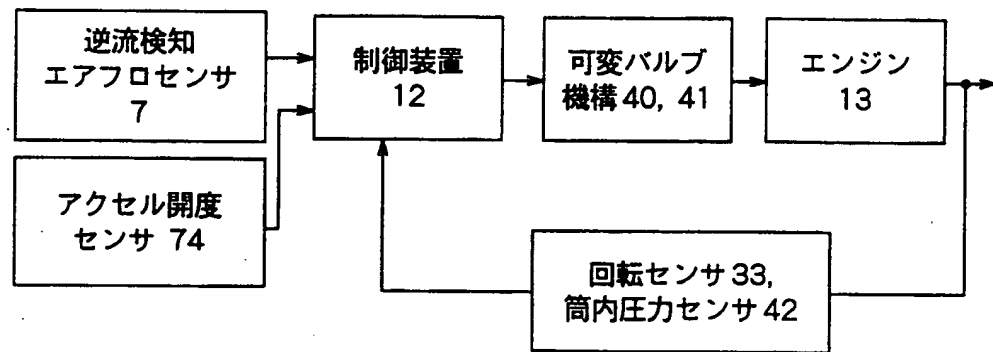 逆流検知
エアフロセンサ
7
アクセル開度
センサ 74
制御装置
12
可変バルブ
機構 40, 41
エンジン
13
回転センサ 33,
筒内圧力センサ 42